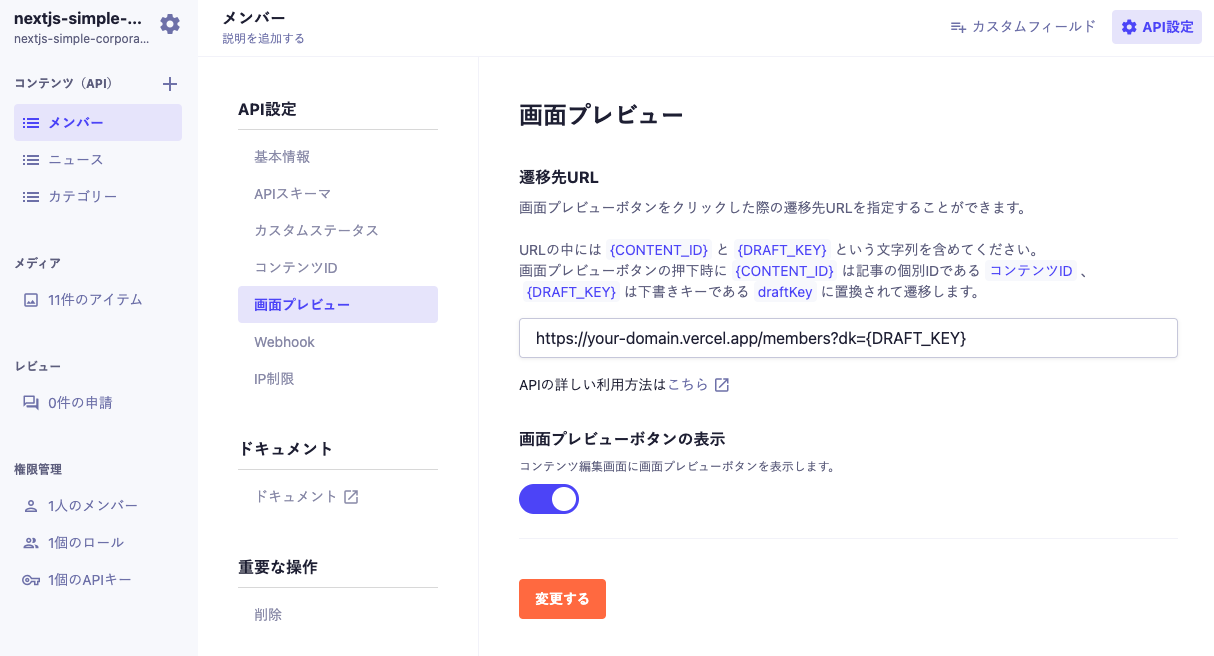 nextjs-simple-...
nextjs-simple-corpora...
コンテンツ（API）
メンバー
ニュース
カテゴリー
メディア
11件のアイテム
レビュー
0件の申請
権限管理
1人のメンバー
1個のロール
1個のAPIキー
メンバー
説明を追加する
カスタムフィールド
API設定
API設定
基本情報
APIスキーマ
カスタムステータス
コンテンツID
画面プレビュー
Webhook
IP制限
ドキュメント
ドキュメント
重要な操作
削除
画面プレビュー
遷移先URL
画面プレビューボタンをクリックした際の遷移先URLを指定することができます。
URLの中には {CONTENT_ID} と {DRAFT_KEY} という文字列を含めてください。
画面プレビューボタンの押下時に {CONTENT_ID} は記事の個別IDである コンテンツID 、
{DRAFT_KEY} は下書きキーである draftKey に置換されて遷移します。
https://your-domain.vercel.app/members?dk={DRAFT_KEY}
APIの詳しい利用方法はこちら
画面プレビューボタンの表示
コンテンツ編集画面に画面プレビューボタンを表示します。
変更する